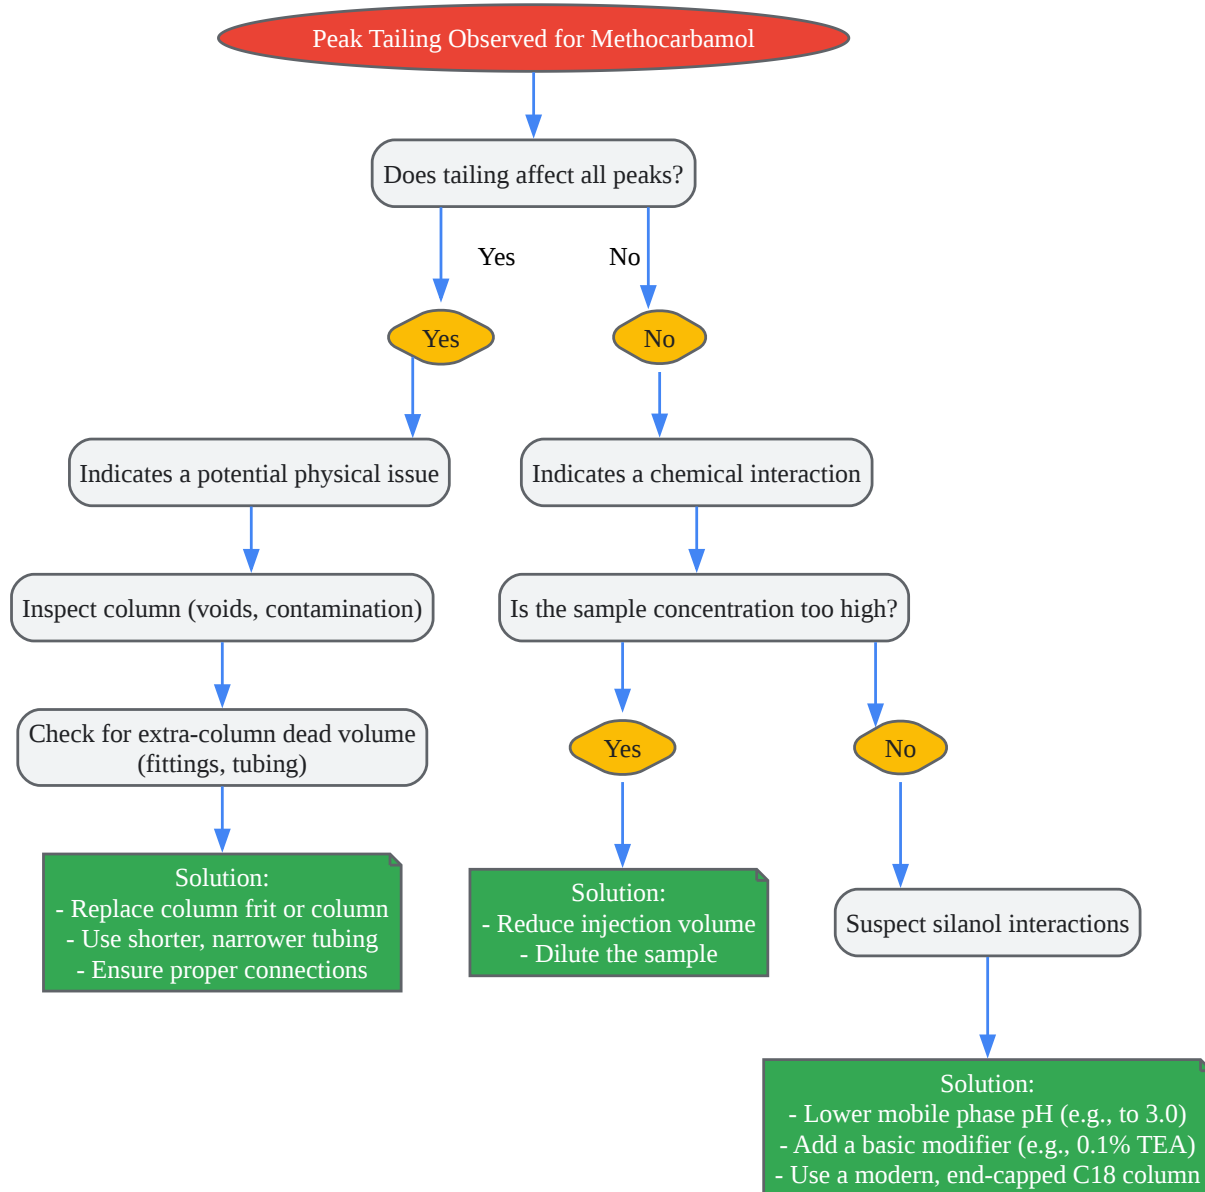 Peak Tailing Observed for Methocarbamol
Does tailing affect all peaks?
Yes
No
Yes
No
Indicates a potential physical issue
Indicates a chemical interaction
Inspect column (voids, contamination)
Is the sample concentration too high?
Check for extra-column dead volume
(fittings, tubing)
Yes
No
Solution:
- Replace column frit or column
- Use shorter, narrower tubing
- Ensure proper connections
Solution:
- Reduce injection volume
- Dilute the sample
Suspect silanol interactions
Solution:
- Lower mobile phase pH (e.g., to 3.0)
- Add a basic modifier (e.g., 0.1% TEA)
- Use a modern, end-capped C18 column